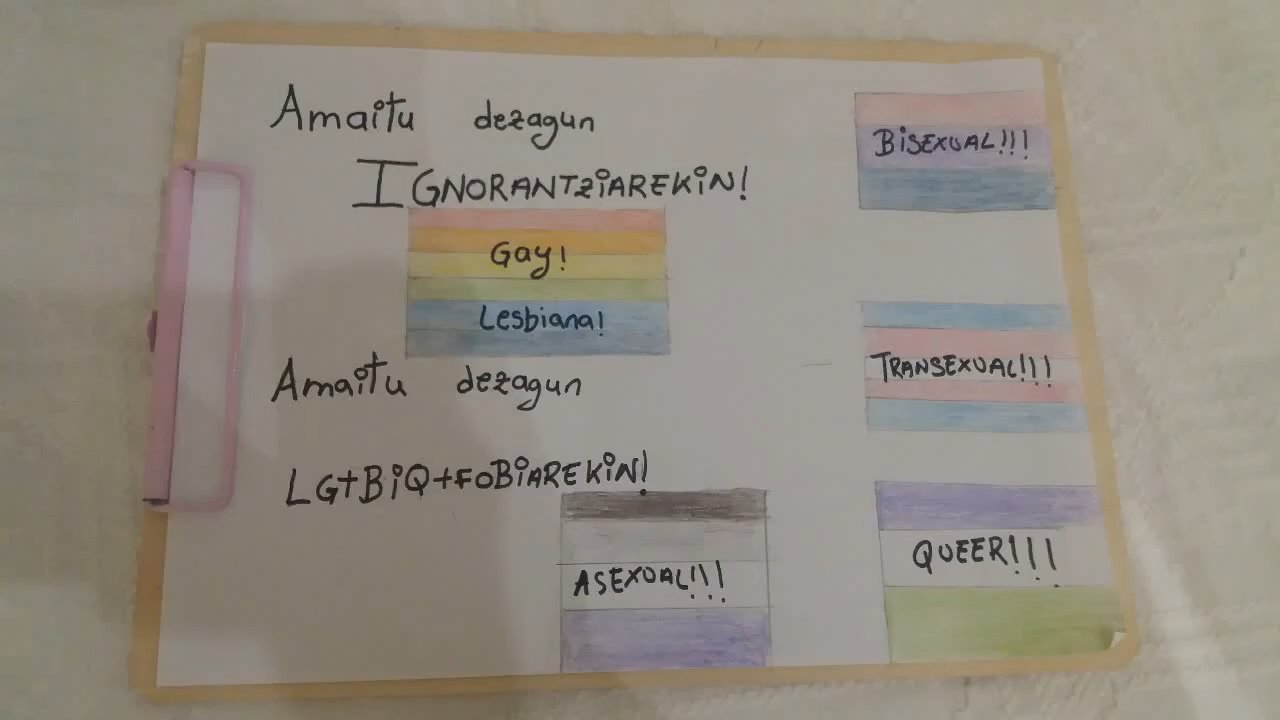 Amaitu dezagun
IGNORANTZIAREKIN!
Gay!
Lesbiana!
Amaitu dezagun
LGtBiQ+FOBIAREKIN!
ASEXUAL!!!
BISEXUAL!!!
TRANSEXUAL!!!
QUEER!!!